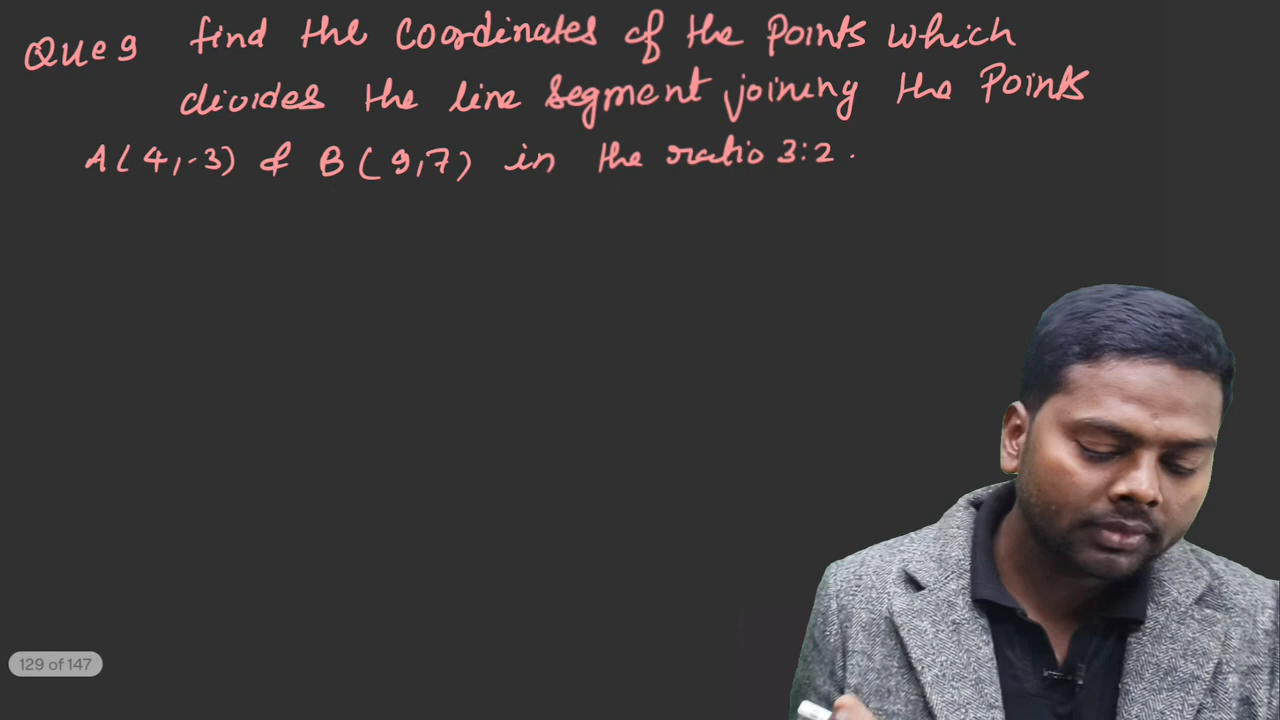 Que 9 find the Coordinates of the Points which
divides the line segment joining the Points
A(4,-3) & B(9,7) in the ratio 3:2.
129 of 147